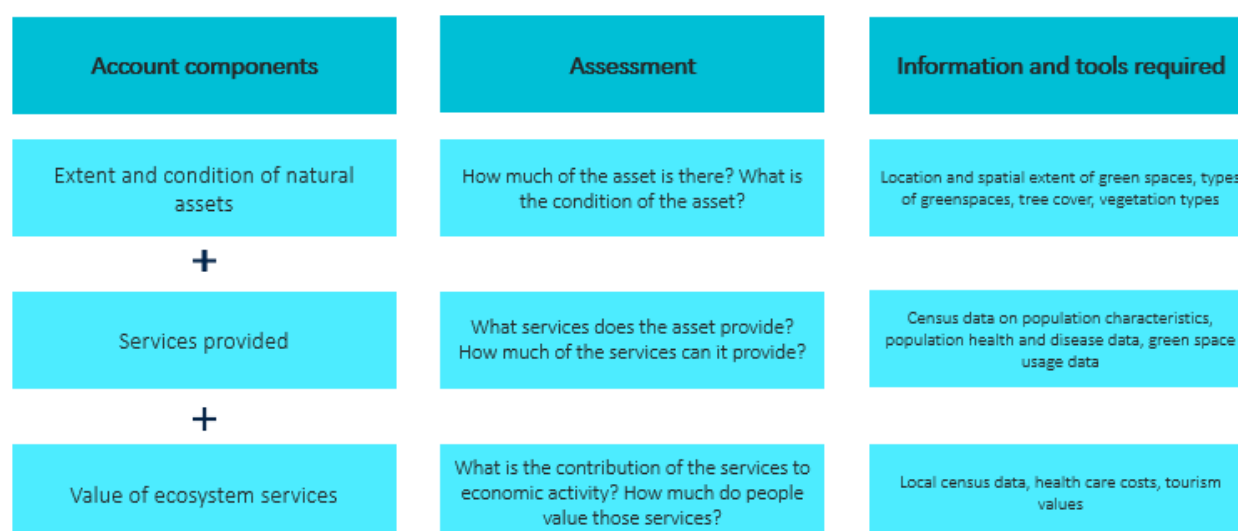 Account components
Assessment
Information and tools required
Extent and condition of natural
assets
How much of the asset is there? What is
the condition of the asset?
Location and spatial extent of green spaces, types
of greenspaces, tree cover, vegetation types
+
Services provided
What services does the asset provide?
How much of the services can it provide?
Census data on population characteristics,
population health and disease data, green space
usage data
+
Value of ecosystem services
What is the contribution of the services to
economic activity? How much do people
value those services?
Local census data, health care costs, tourism
values